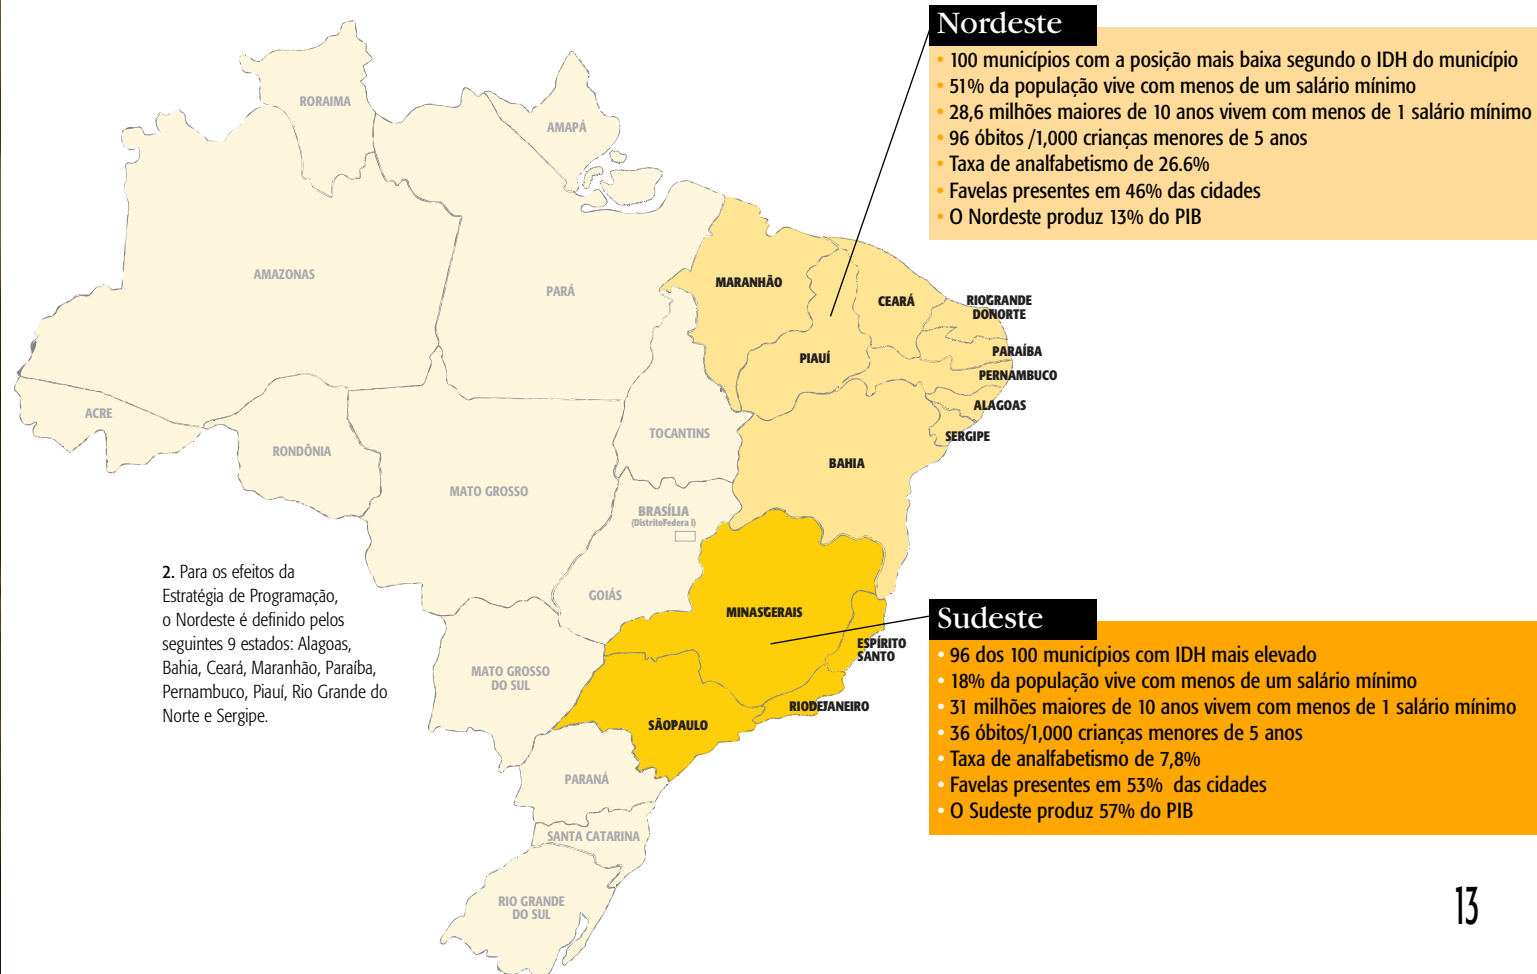 Nordeste
• 100 municípios com a posição mais baixa segundo o IDH do município
• 51% da população vive com menos de um salário mínimo
• 28,6 milhões maiores de 10 anos vivem com menos de 1 salário mínimo
• 96 óbitos /1,000 crianças menores de 5 anos
• Taxa de analfabetismo de 26.6%
• Favelas presentes em 46% das cidades
• O Nordeste produz 13% do PIB
RORAIMA
AMAPÁ
AMAZONAS
PARÁ
MARANHÃO
CEARÁ
RIOGRANDE
DONORTE
PIAUÍ
PARAÍBA
PERNAMBUCO
ALAGOAS
SERGIPE
ACRE
RONDÔNIA
TOCANTINS
BAHIA
MATO GROSSO
BRASÍLIA
(DistritoFedera l)
GOIÁS
MINASGERAIS
ESPÍRITO
SANTO
MATO GROSSO
DO SUL
RIODEJANEIRO
SÃOPAULO
PARANÁ
SANTA CATARINA
RIO GRANDE
DO SUL
2. Para os efeitos da
Estratégia de Programação,
o Nordeste é definido pelos
seguintes 9 estados: Alagoas,
Bahia, Ceará, Maranhão, Paraíba,
Pernambuco, Piauí, Rio Grande do
Norte e Sergipe.
Sudeste
• 96 dos 100 municípios com IDH mais elevado
• 18% da população vive com menos de um salário mínimo
• 31 milhões maiores de 10 anos vivem com menos de 1 salário mínimo
• 36 óbitos/1,000 crianças menores de 5 anos
• Taxa de analfabetismo de 7,8%
• Favelas presentes em 53% das cidades
• O Sudeste produz 57% do PIB
13